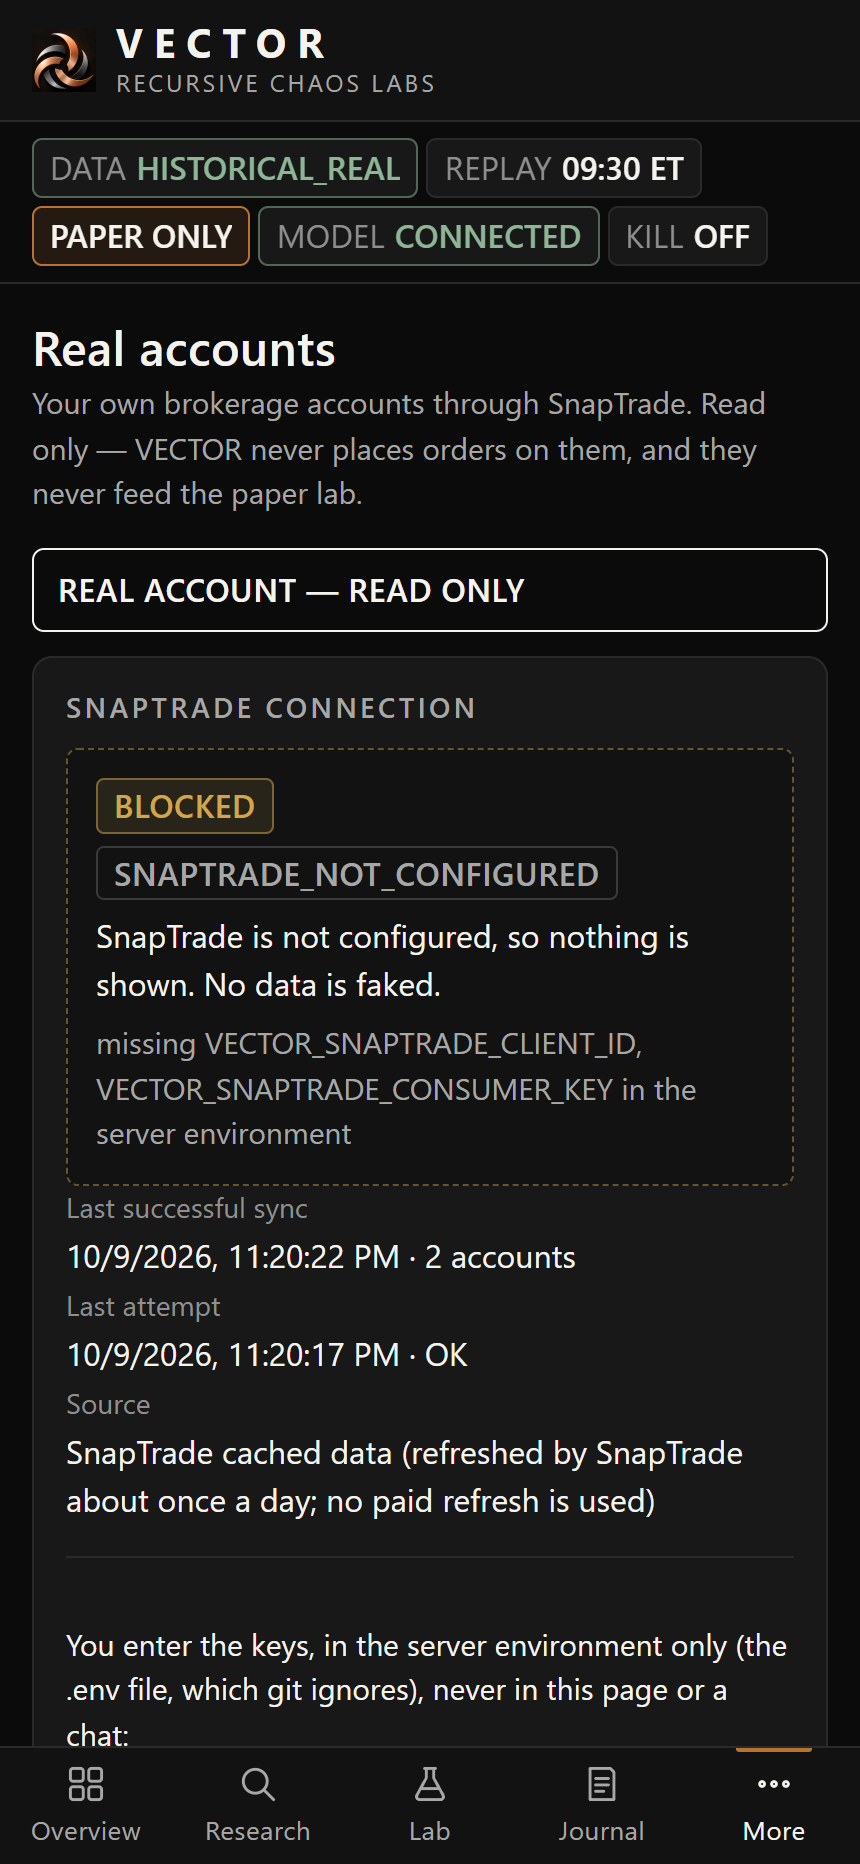 VECTOR
RECURSIVE CHAOS LABS
DATA HISTORICAL_REAL
REPLAY 09:30 ET
PAPER ONLY
MODEL CONNECTED
KILL OFF
Real accounts
Your own brokerage accounts through SnapTrade. Read
only — VECTOR never places orders on them, and they
never feed the paper lab.
REAL ACCOUNT — READ ONLY
SNAPTRADE CONNECTION
BLOCKED
SNAPTRADE_NOT_CONFIGURED
SnapTrade is not configured, so nothing is
shown. No data is faked.
missing VECTOR_SNAPTRADE_CLIENT_ID,
VECTOR_SNAPTRADE_CONSUMER_KEY in the
server environment
Last successful sync
10/9/2026, 11:20:22 PM · 2 accounts
Last attempt
10/9/2026, 11:20:17 PM · OK
Source
SnapTrade cached data (refreshed by SnapTrade
about once a day; no paid refresh is used)
You enter the keys, in the server environment only (the
.env file, which git ignores), never in this page or a
chat:
Overview
Research
Lab
Journal
More